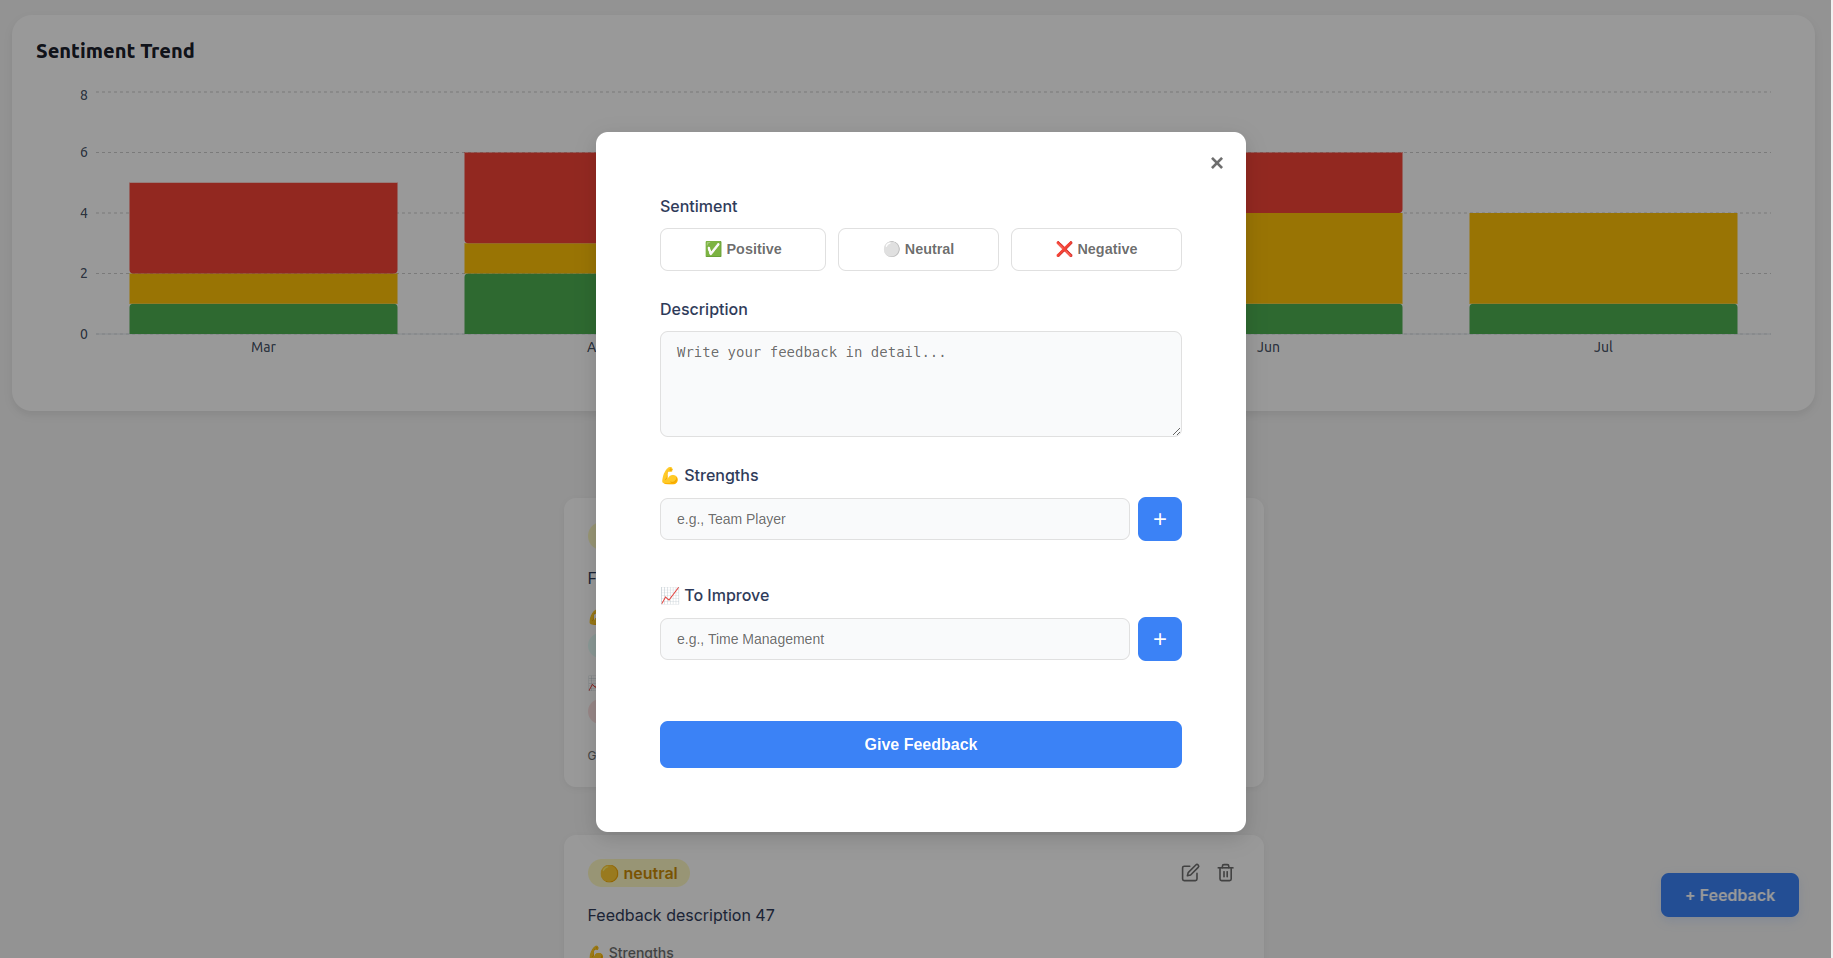 Sentiment Trend
8
6
4
2
0
Mar
Jun
Jul
×
Sentiment
✅ Positive
⚪ Neutral
❌ Negative
Description
Write your feedback in detail...
💪 Strengths
e.g., Team Player
+
📈 To Improve
e.g., Time Management
+
Give Feedback
🟡 neutral
Feedback description 47
💪 Strengths
+ Feedback